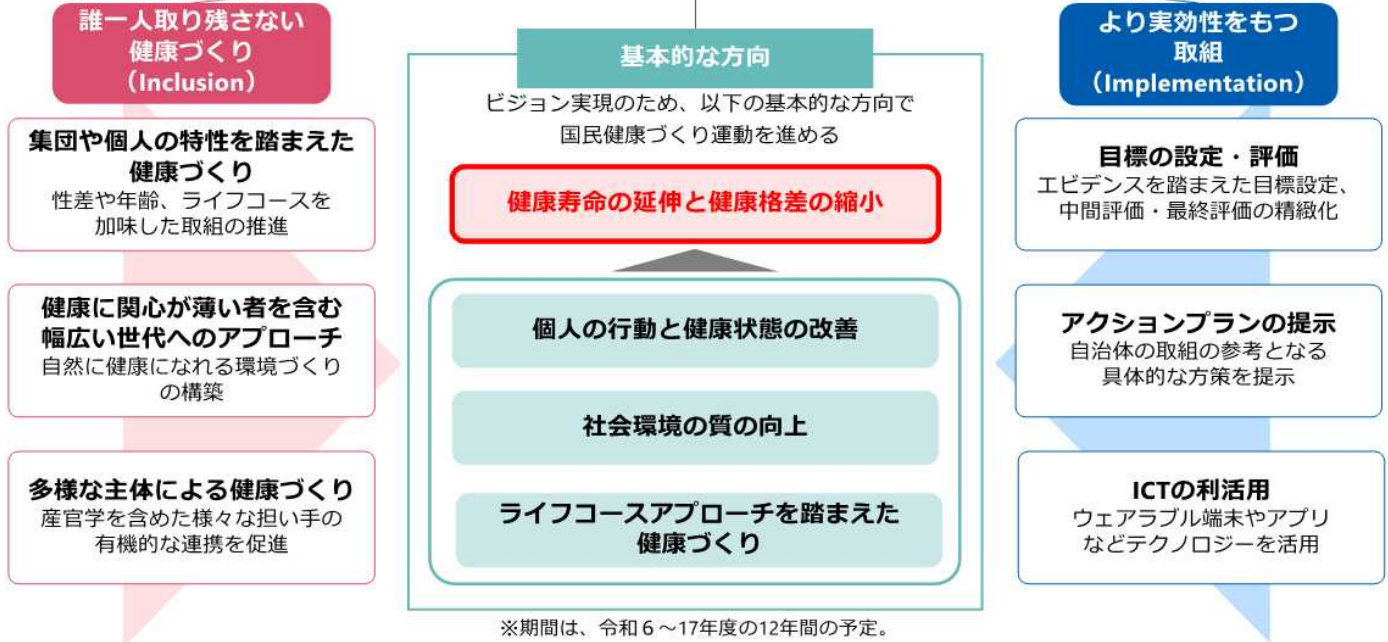 誰一人取り残さない
健康づくり
（Inclusion）
集団や個人の特性を踏まえた
健康づくり
性差や年齢、ライフコースを
加味した取組の推進
健康に関心が薄い者を含む
幅広い世代へのアプローチ
自然に健康になれる環境づくり
の構築
多様な主体による健康づくり
産官学を含めた様々な担い手の
有機的な連携を促進
基本的な方向
ビジョン実現のため、以下の基本的な方向で
国民健康づくり運動を進める
健康寿命の延伸と健康格差の縮小
個人の行動と健康状態の改善
社会環境の質の向上
ライフコースアプローチを踏まえた
健康づくり
※期間は、令和６～17年度の12年間の予定。
より実効性をもつ
取組
（Implementation）
目標の設定・評価
エビデンスを踏まえた目標設定、
中間評価・最終評価の精緻化
アクションプランの提示
自治体の取組の参考となる
具体的な方策を提示
ICTの利活用
ウェアラブル端末やアプリ
などテクノロジーを活用